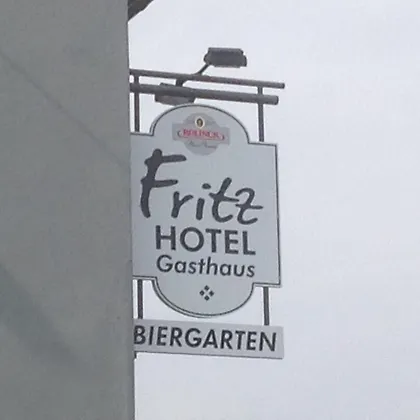 ROLINCK
Fritz
HOTEL
Gasthaus
BIERGARTEN